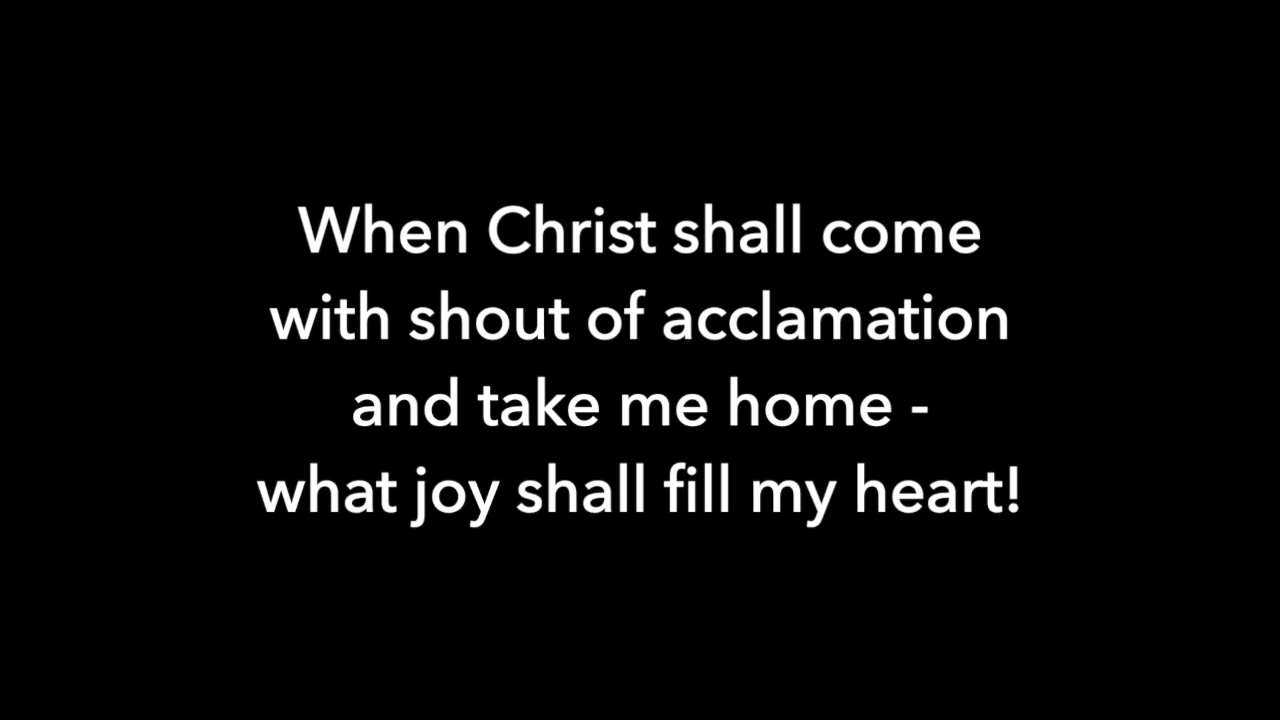 When Christ shall come
with shout of acclamation
and take me home -
what joy shall fill my heart!